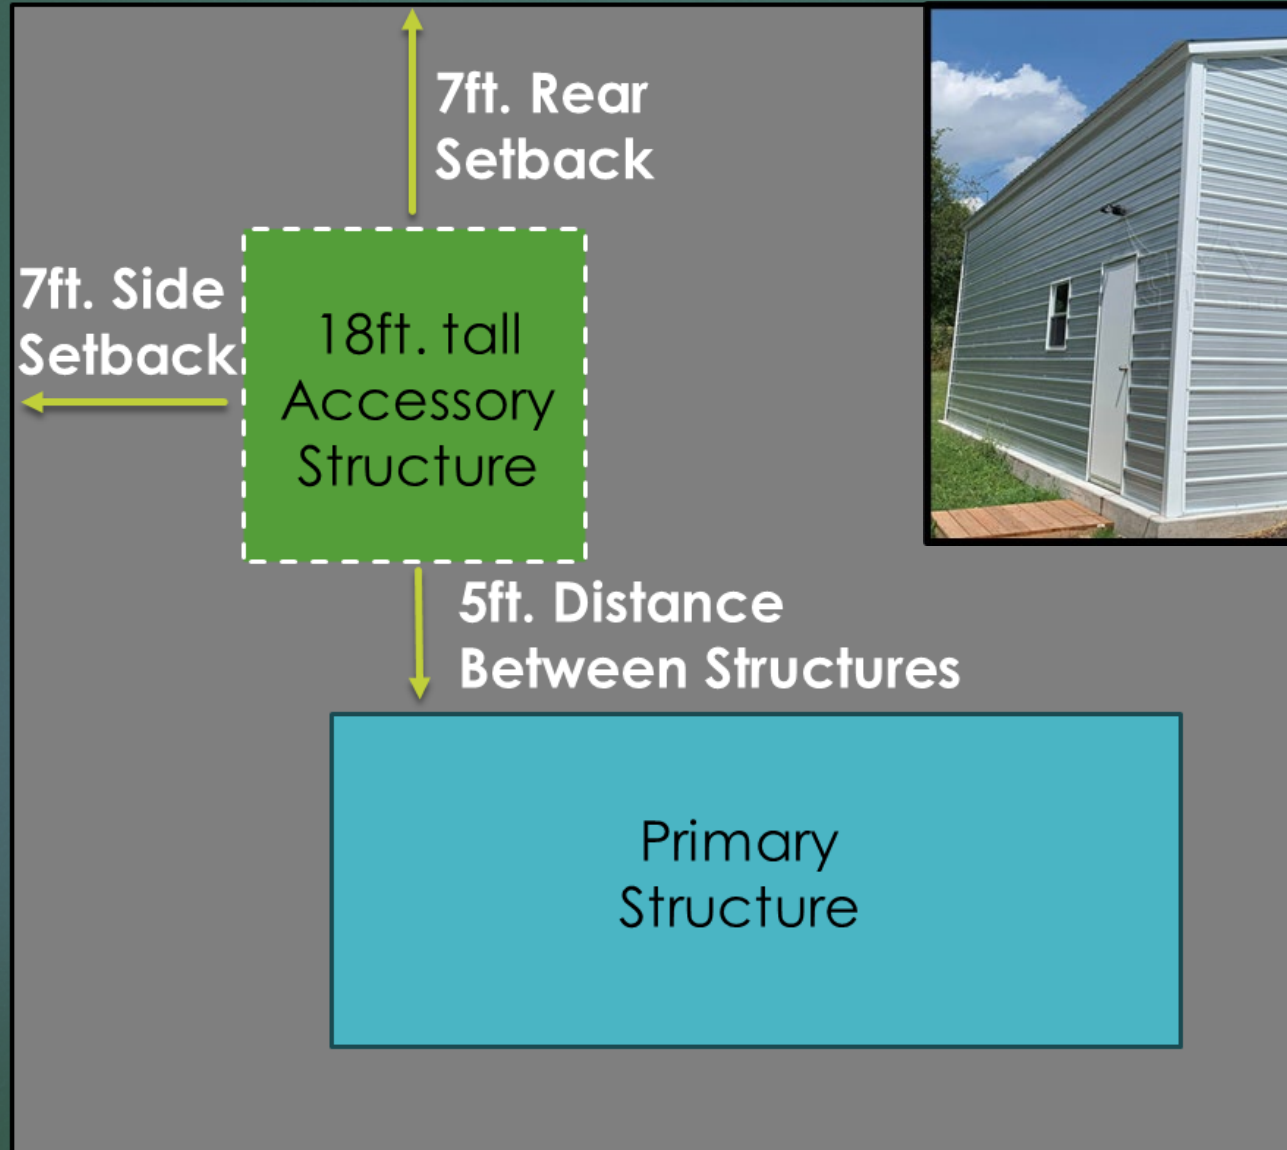 7ft. Rear
Setback
7ft. Side
Setback
18ft. tall
Accessory
Structure
5ft. Distance
Between Structures
Primary
Structure